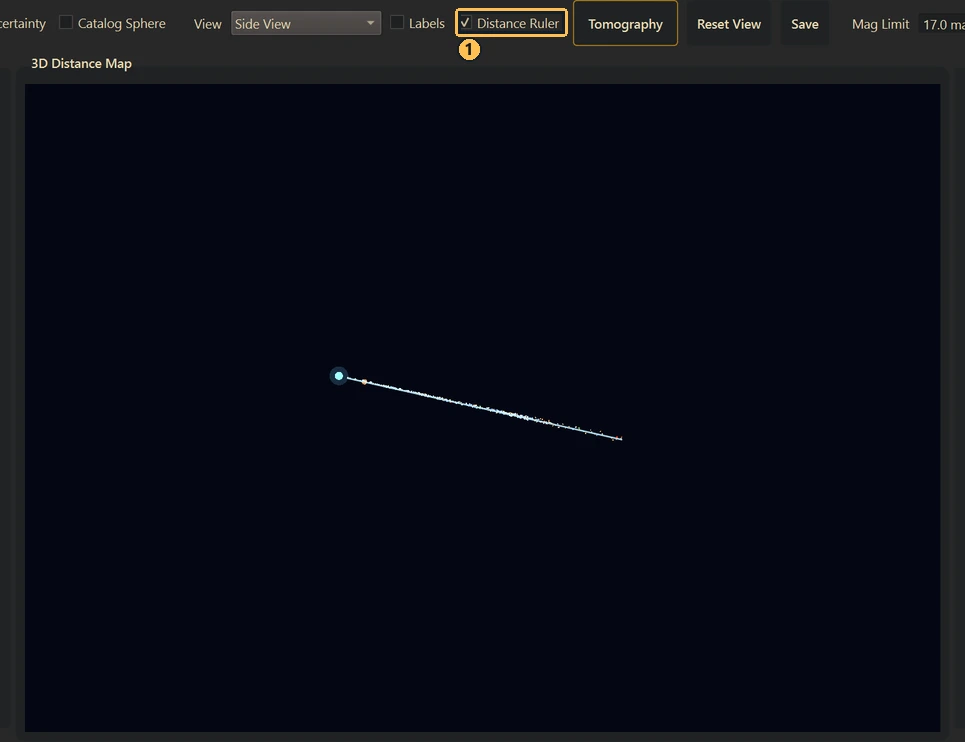 certainty Catalog Sphere View Side View Labels Distance Ruler Tomography Reset View Save Mag Limit 17.0 ma
1
3D Distance Map